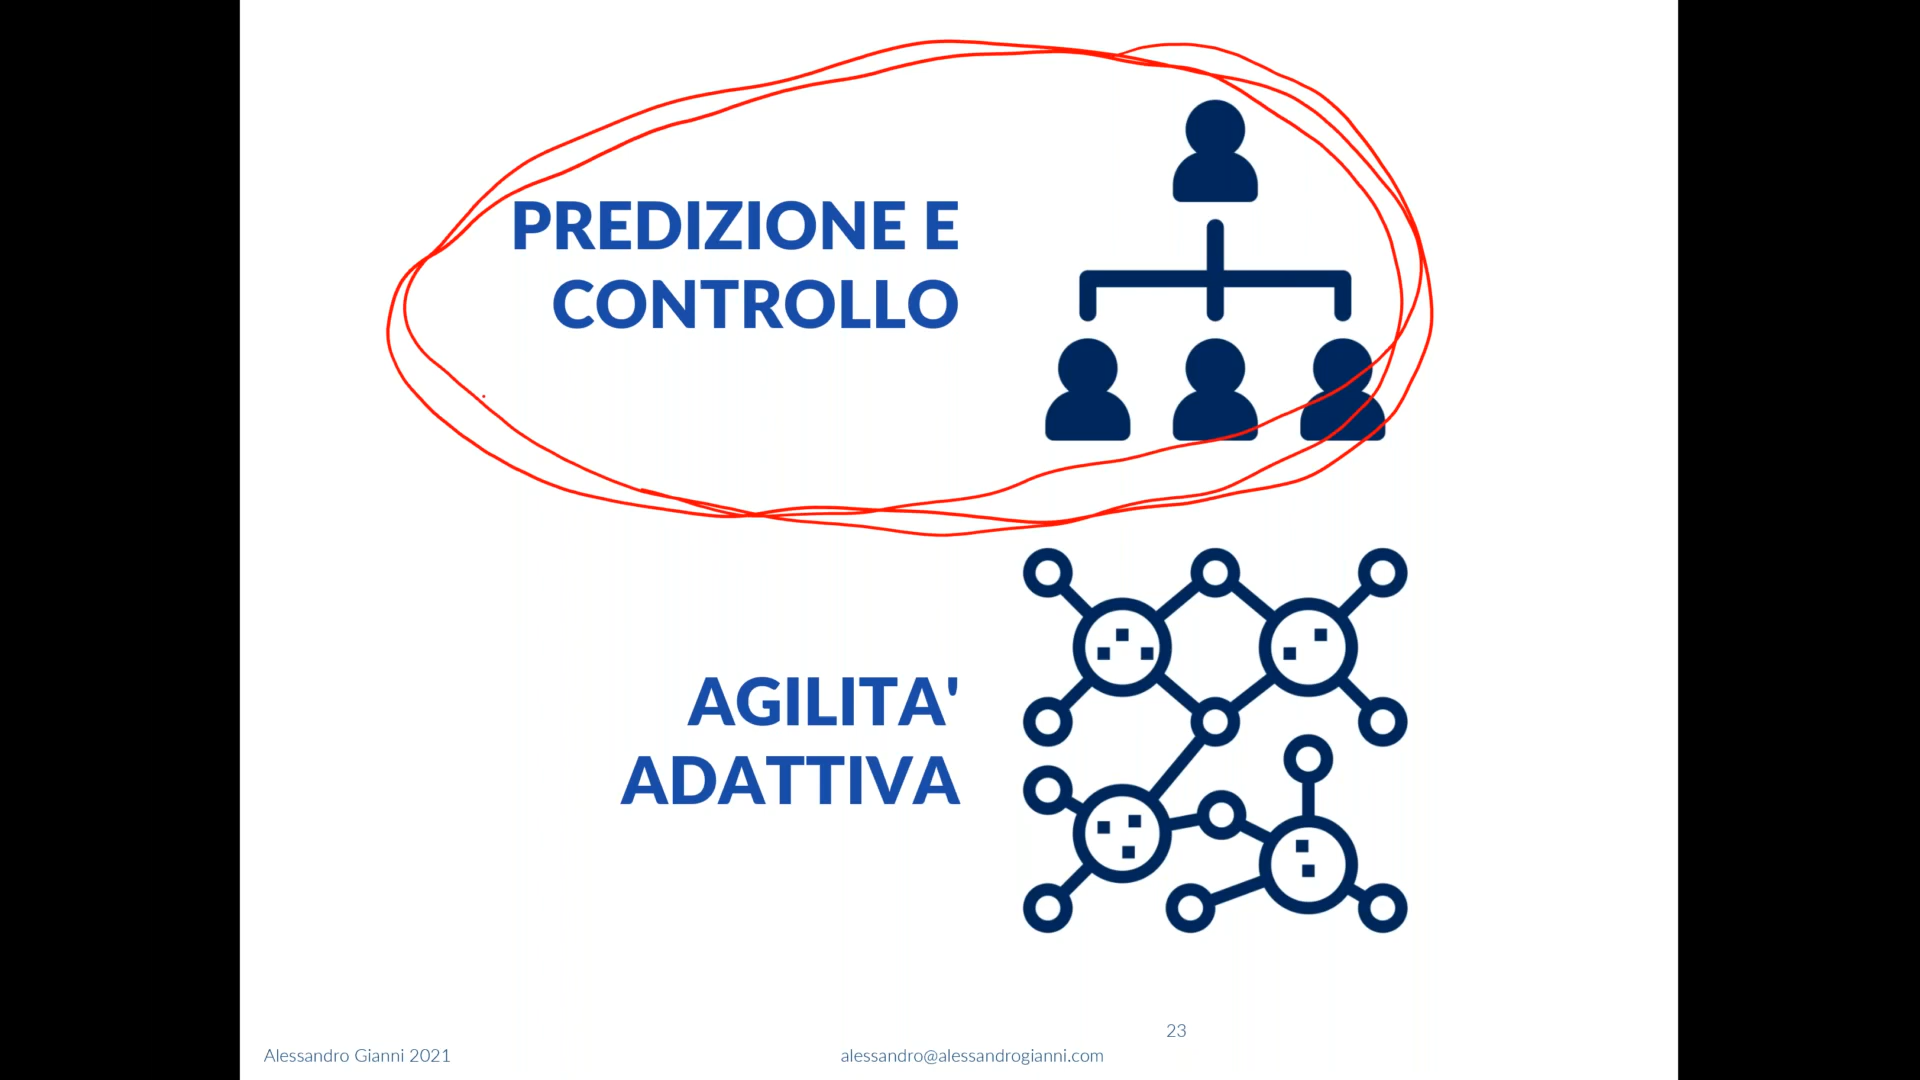 PREDIZIONE E
CONTROLLO
AGILITA'
ADATTIVA
23
Alessandro Gianni 2021
alessandro@alessandrogianni.com